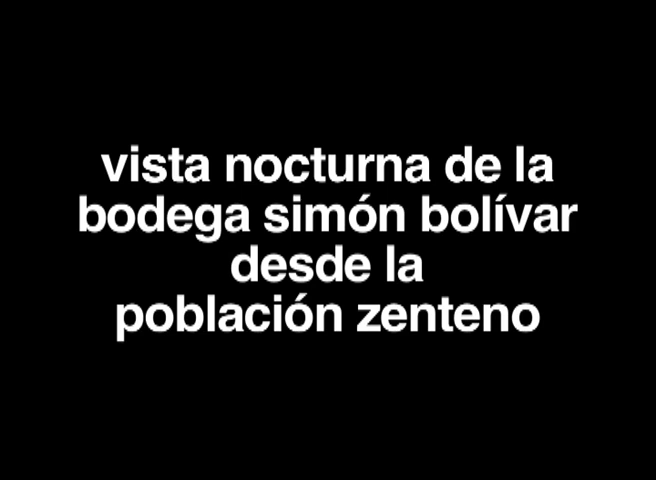 vista nocturna de la
bodega simón bolívar
desde la
población zenteno